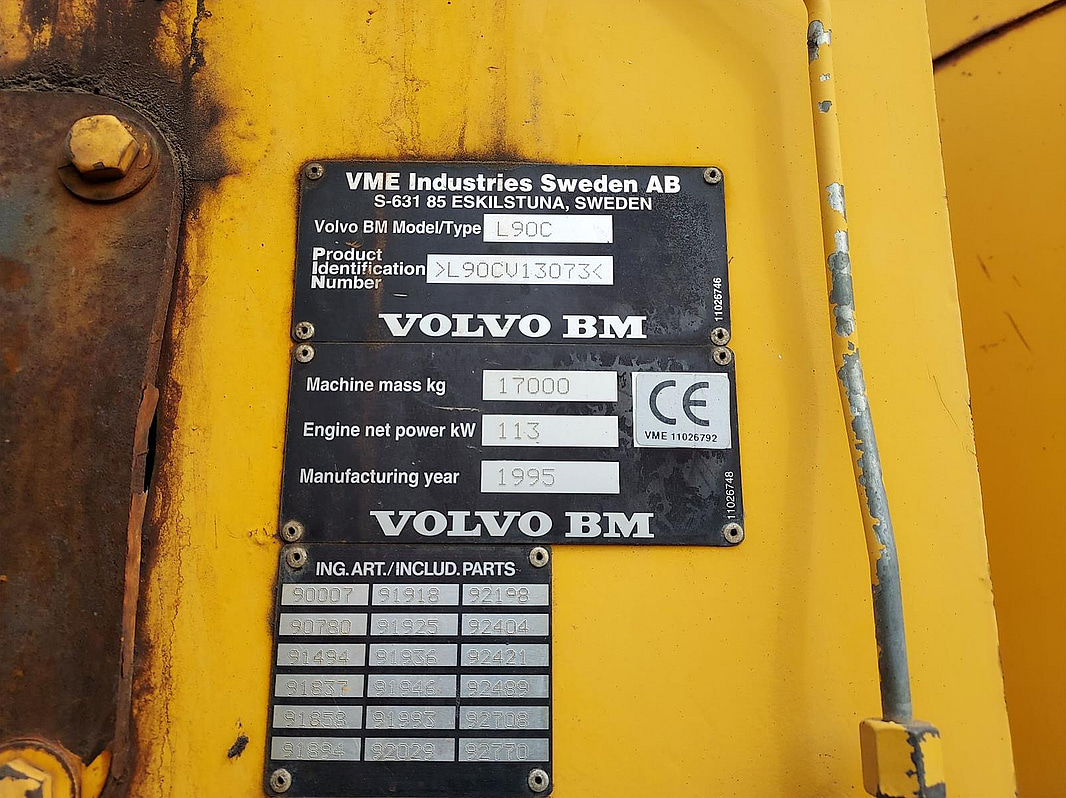 VME Industries Sweden AB
S-631 85 ESKILSTUNA, SWEDEN
Volvo BM Model/Type L90C
Product
Identification
Number
>L90CV13073<
11026746
VOLVO BM
Machine mass kg 17000
CE
VME 11026792
Engine net power kW 113
Manufacturing year 1995
11026748
VOLVO BM
ING. ART./INCLUD. PARTS
90007 91918 92198
90780 91925 92404
91494 91936 92421
91837 91946 92489
91858 91993 92708
91894 92029 92770